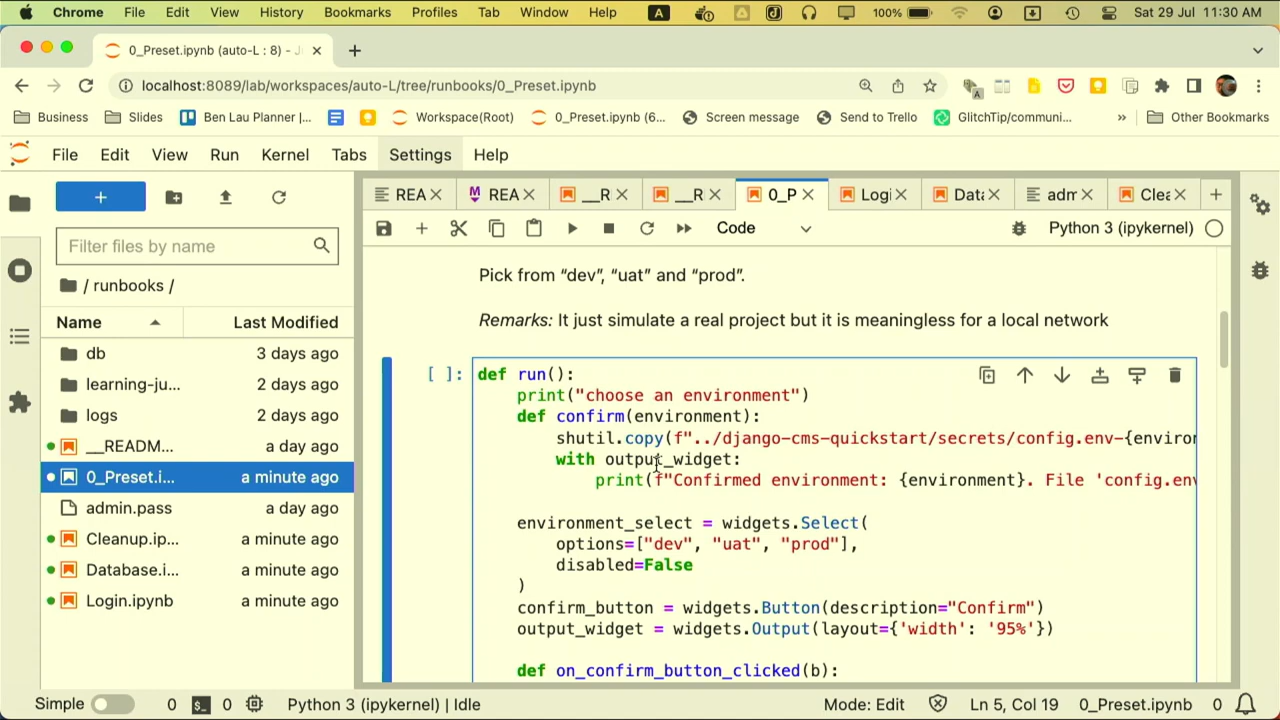 Chrome File Edit View History Bookmarks Profiles Tab Window Help A 100% Sat 29 Jul 11:30 AM
0_Preset.ipynb (auto-L : 8) - J
localhost:8089/lab/workspaces/auto-L/tree/runbooks/0_Preset.ipynb
Business Slides Ben Lau Planner |... Workspace(Root) 0_Preset.ipynb (6... Screen message Send to Trello GlitchTip/communi... » Other Bookmarks
File Edit View Run Kernel Tabs Settings Help
REA REA __R __R 0_P Logi Data adm Clea
Code Python 3 (ipykernel)
Filter files by name
/ runbooks /
Name Last Modified
db 3 days ago
learning-ju... 2 days ago
logs 2 days ago
__READM... a day ago
0_Preset.i... a minute ago
admin.pass a day ago
Cleanup.ip... a minute ago
Database.i... a minute ago
Login.ipynb a minute ago
Pick from “dev”, “uat” and “prod”.
Remarks: It just simulate a real project but it is meaningless for a local network
[ ]: def run():
print("choose an environment")
def confirm(environment):
shutil.copy(f"../django-cms-quickstart/secrets/config.env-{environ
with output_widget:
print(f"Confirmed environment: {environment}. File 'config.env
environment_select = widgets.Select(
options=["dev", "uat", "prod"],
disabled=False
)
confirm_button = widgets.Button(description="Confirm")
output_widget = widgets.Output(layout={'width': '95%'})
def on_confirm_button_clicked(b):
Simple 0 0 Python 3 (ipykernel) | Idle Mode: Edit Ln 5, Col 19 0_Preset.ipynb 0